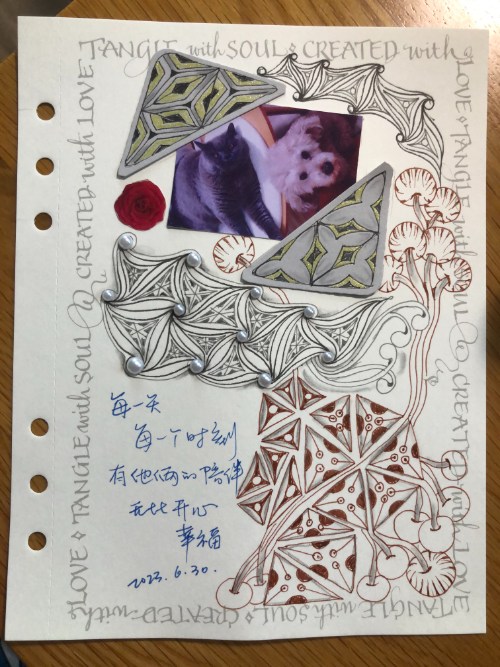 TANGLE with SOUL ⋄ CREATED with
LOVE ⋄ TANGLE with SOUL & CREATED with LOVE
TANGLE with SOUL ⋄ CREATED with
LOVE ⋄ TANGLE with SOUL & CREATED with LOVE
每一天
每一个时刻
有他俩的陪伴
无比开心
幸福
2023.6.30.